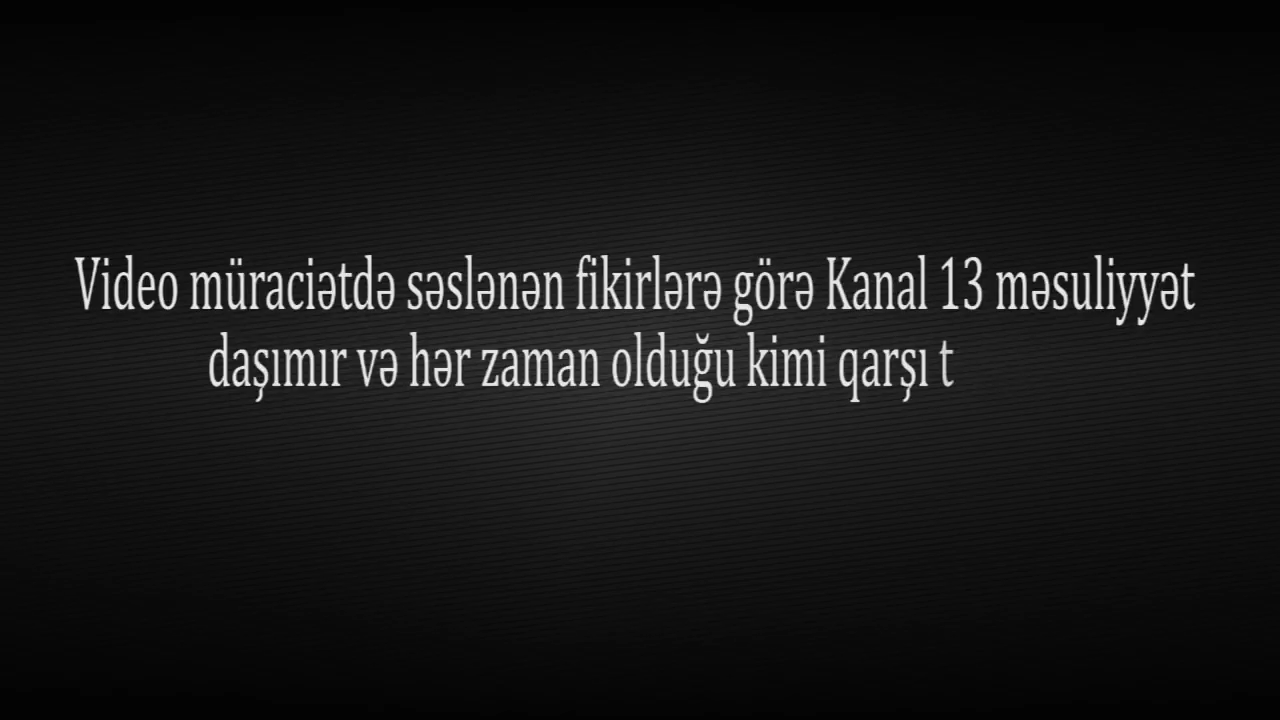 Video müraciətdə səslənən fikirlərə görə Kanal 13 məsuliyyət
daşımır və hər zaman olduğu kimi qarşı t